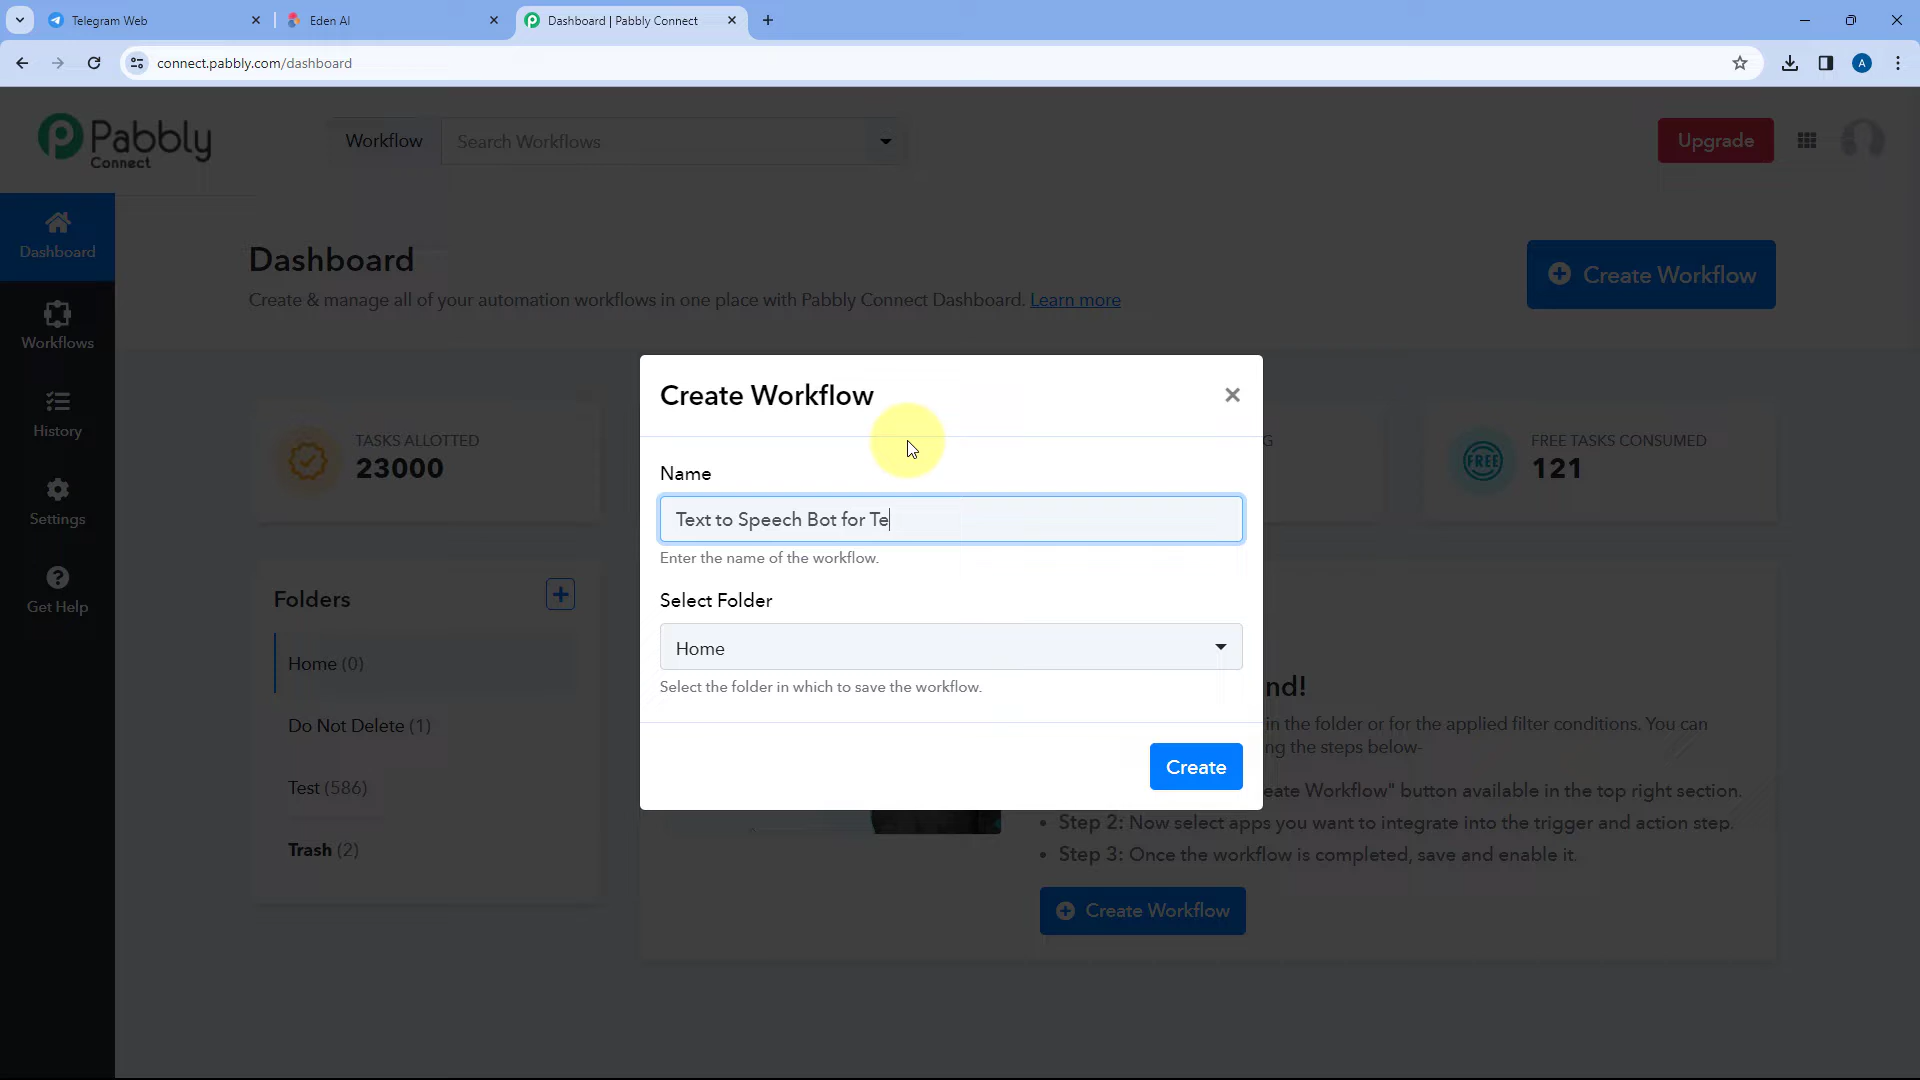 Telegram Web
Eden AI
Dashboard | Pabbly Connect
connect.pabbly.com/dashboard
A
Pabbly
Connect
Workflow
Search Workflows
Upgrade
Dashboard
Workflows
History
Settings
Get Help
Dashboard
Create & manage all of your automation workflows in one place with Pabbly Connect Dashboard. Learn more
Create Workflow
TASKS ALLOTTED
23000
G
FREE
FREE TASKS CONSUMED
121
Folders
Home (0)
Do Not Delete (1)
Test (586)
Trash (2)
Create Workflow
Name
Text to Speech Bot for Te
Enter the name of the workflow.
Select Folder
Home
Select the folder in which to save the workflow.
Create
nd!
in the folder or for the applied filter conditions. You can
ng the steps below-
eate Workflow" button available in the top right section.
• Step 2: Now select apps you want to integrate into the trigger and action step.
• Step 3: Once the workflow is completed, save and enable it.
Create Workflow